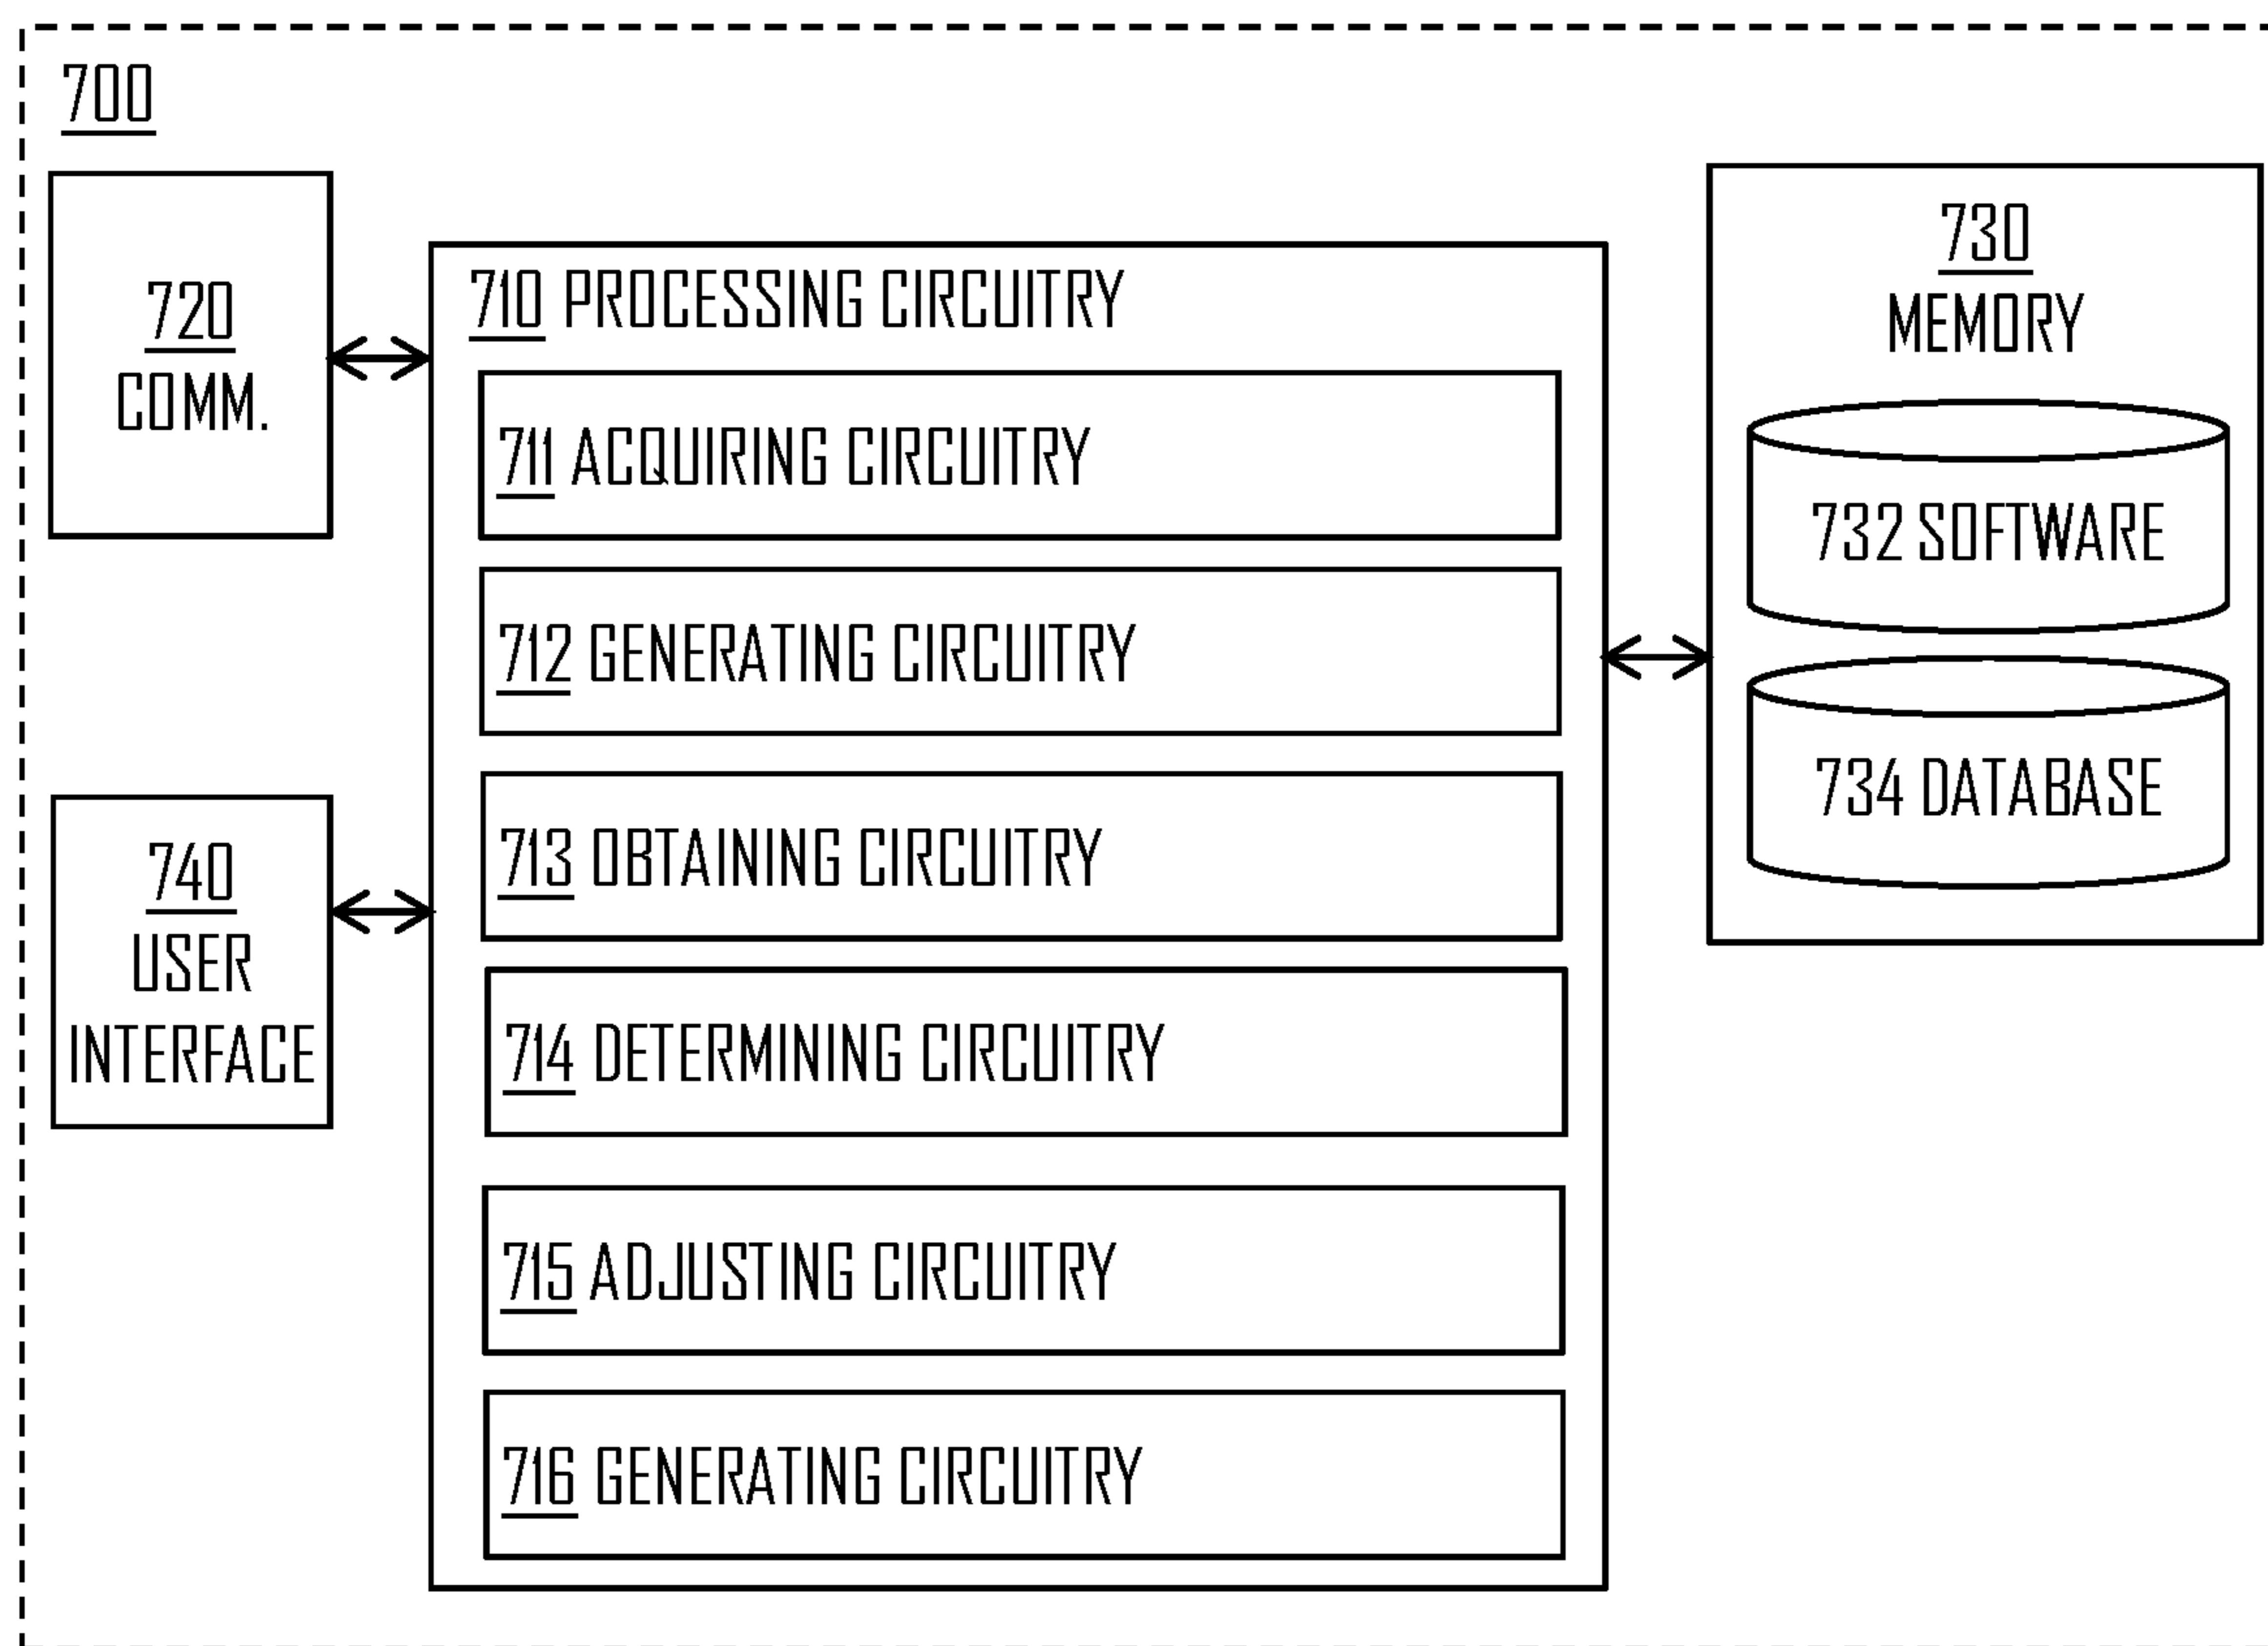 700
720
COMM.
740
USER
INTERFACE
710 PROCESSING CIRCUITRY
711 ACQUIRING CIRCUITRY
712 GENERATING CIRCUITRY
713 OBTAINING CIRCUITRY
714 DETERMINING CIRCUITRY
715 ADJUSTING CIRCUITRY
716 GENERATING CIRCUITRY
730
MEMORY
732 SOFTWARE
734 DATABASE